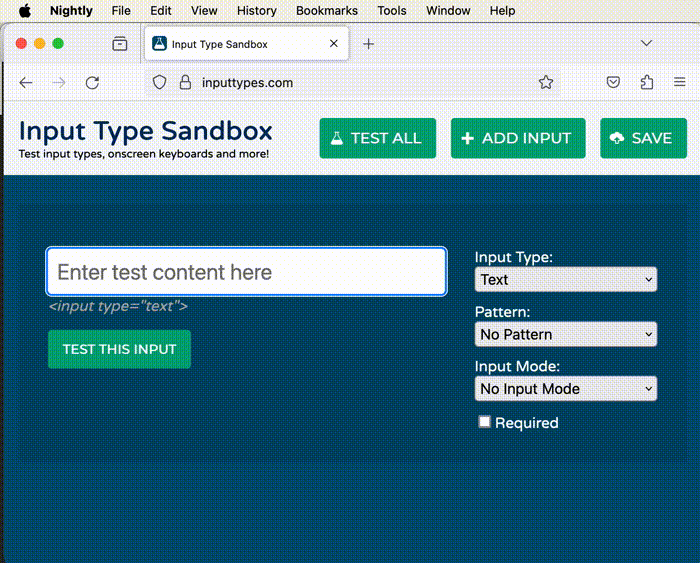 Nightly File Edit View History Bookmarks Tools Window Help
Input Type Sandbox
inputtypes.com
Input Type Sandbox
Test input types, onscreen keyboards and more!
TEST ALL
ADD INPUT
SAVE
Enter test content here
<input type="text">
TEST THIS INPUT
Input Type:
Text
Pattern:
No Pattern
Input Mode:
No Input Mode
Required